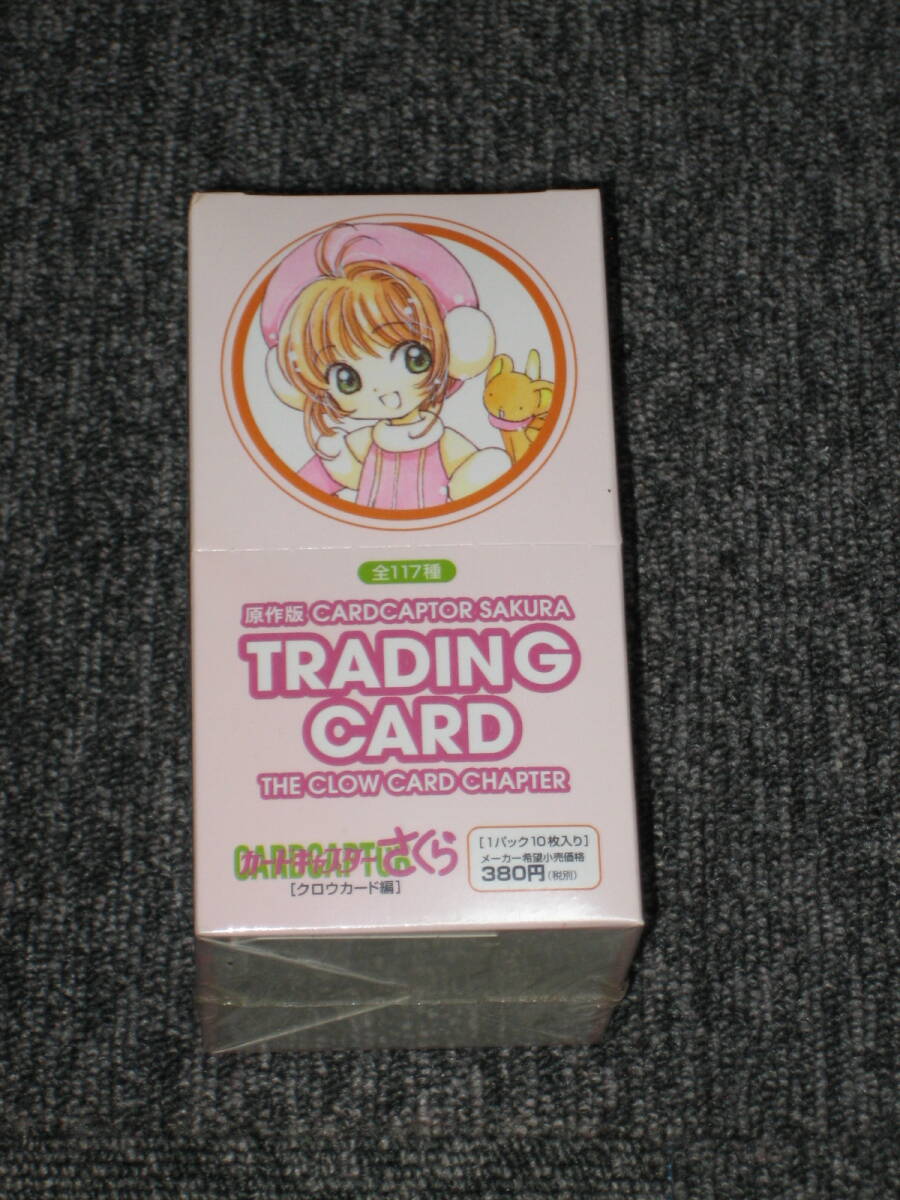 全117種
原作版 CARDCAPTOR SAKURA
TRADING
CARD
THE CLOW CARD CHAPTER
CARDCAPTOR
カードキャプターさくら
[クロウカード編]
[1パック10枚入り]
メーカー希望小売価格
380円(税別)